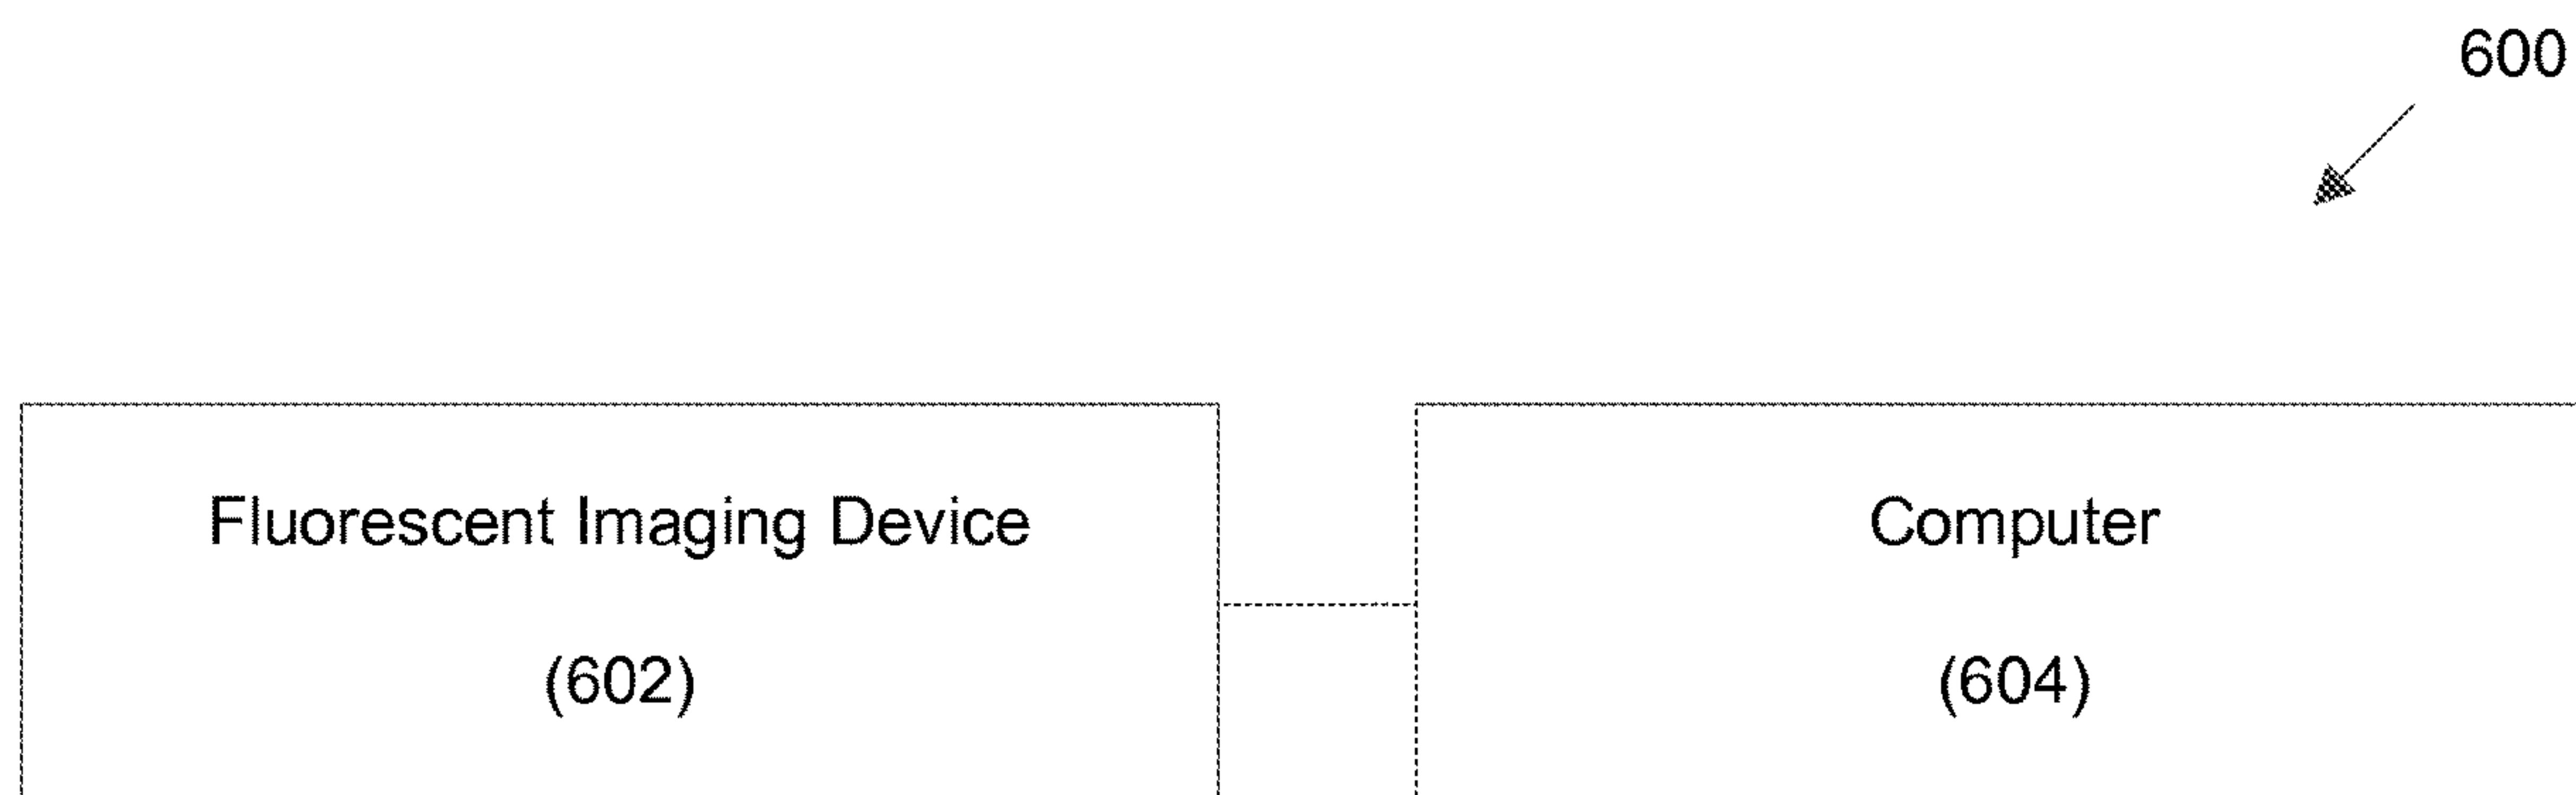 600
Fluorescent Imaging Device
(602)
Computer
(604)